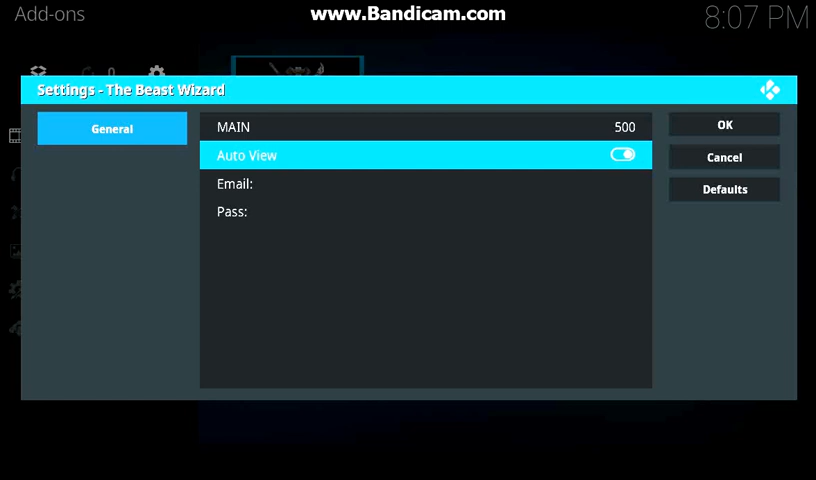 Add-ons
www.Bandicam.com
8:07 PM
Settings - The Beast Wizard
General
MAIN 500
Auto View
Email:
Pass:
OK
Cancel
Defaults